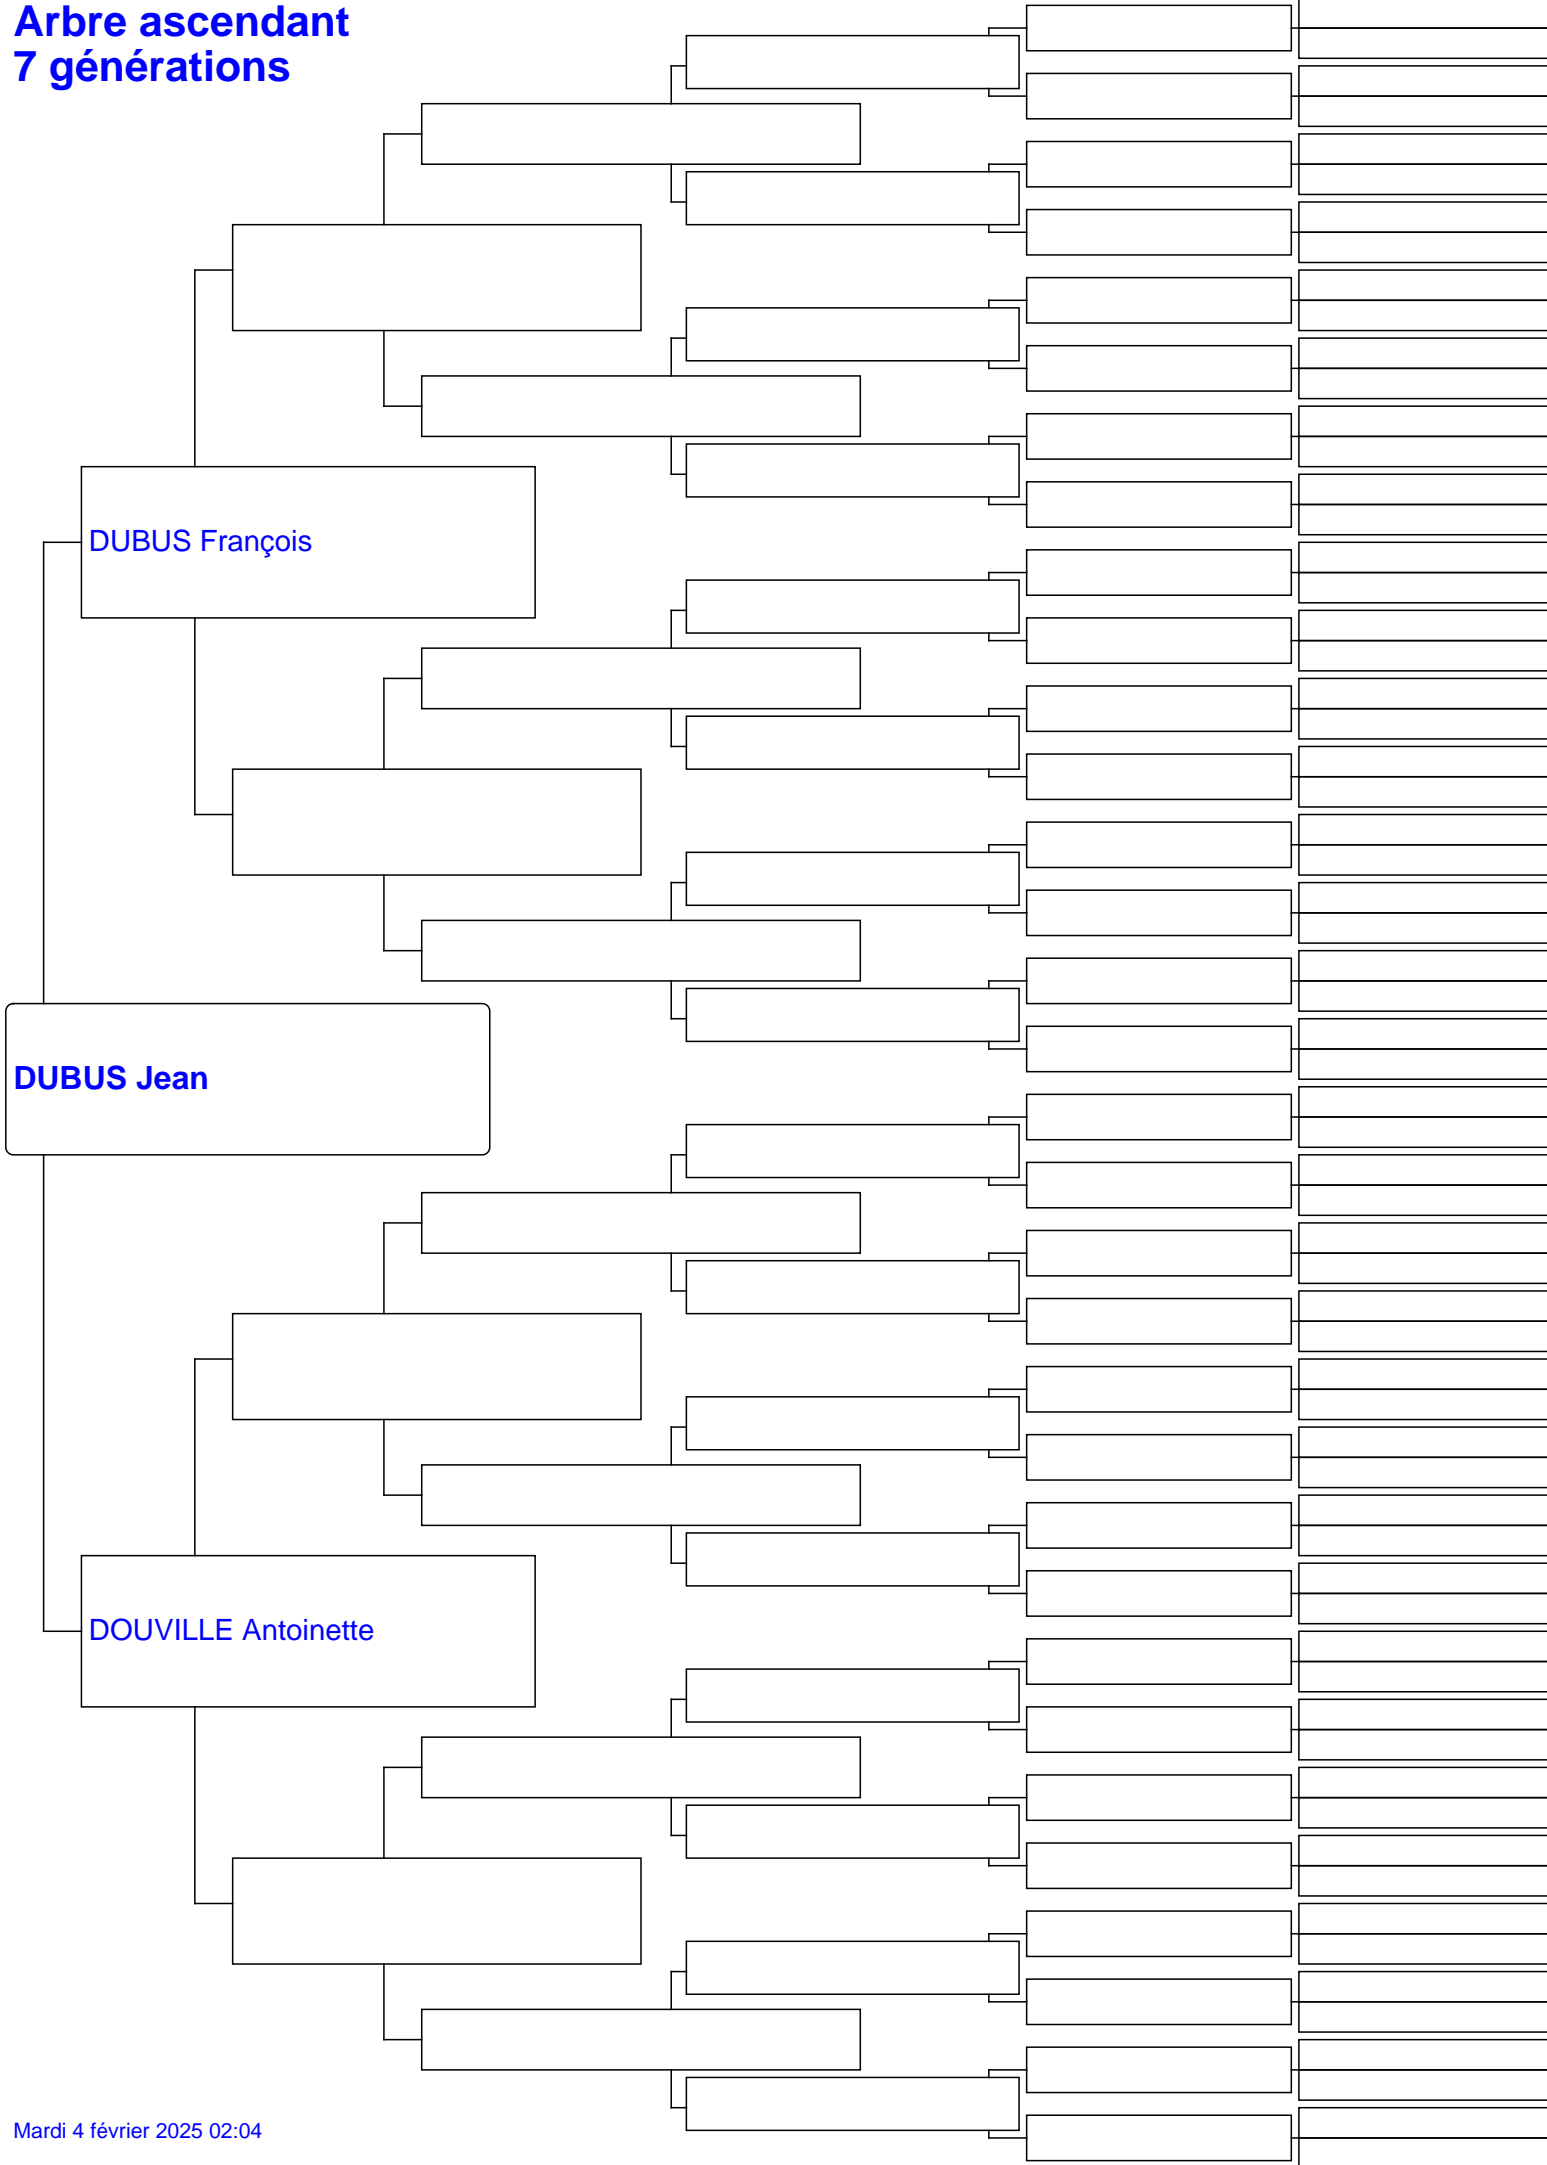 Arbre ascendant
7 générations
DUBUS François
DUBUS Jean
DOUVILLE Antoinette
Mardi 4 février 2025 02:04